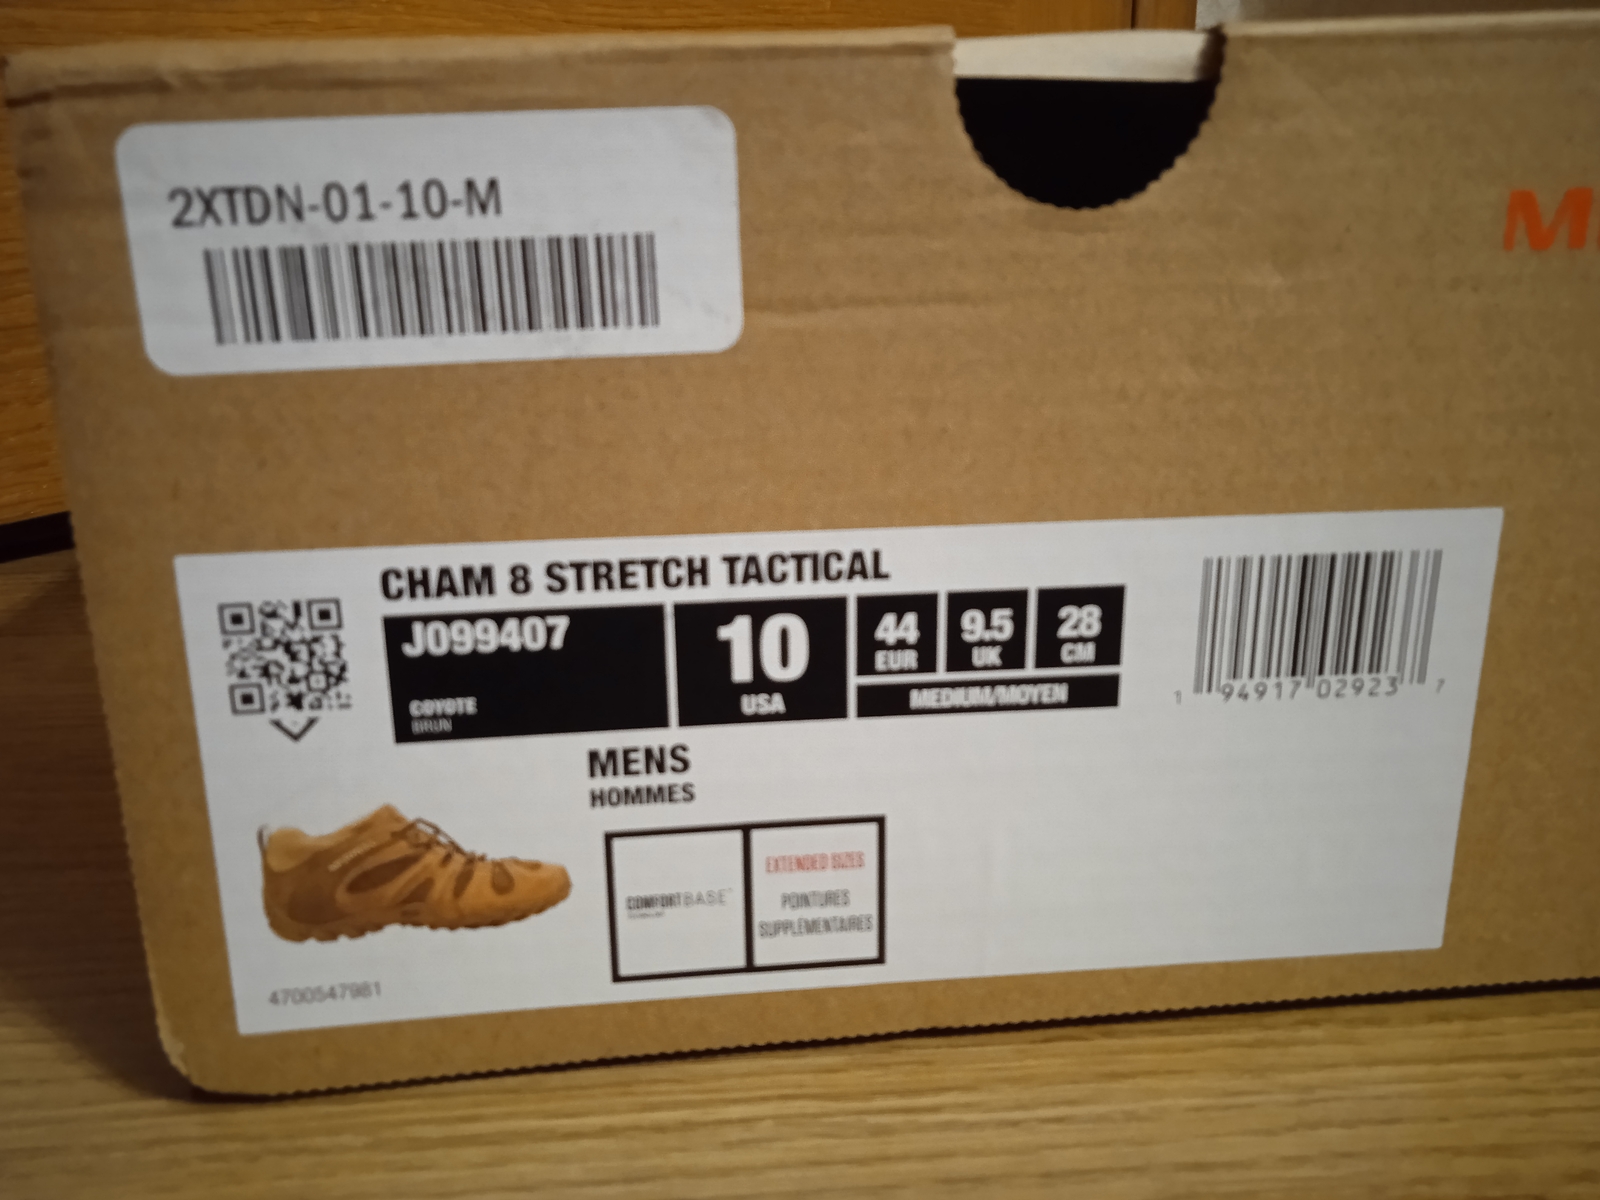 2XTDN-01-10-M
M
CHAM 8 STRETCH TACTICAL
J099407
COYOTE
BRUN
10
USA
44
EUR
9.5
UK
28
CM
MEDIUM/MOYEN
1 94917 02923 7
MENS
HOMMES
COMFORTBASE
EXTENDED SIZES
POINTURES
SUPPLÉMENTAIRES
4700547981